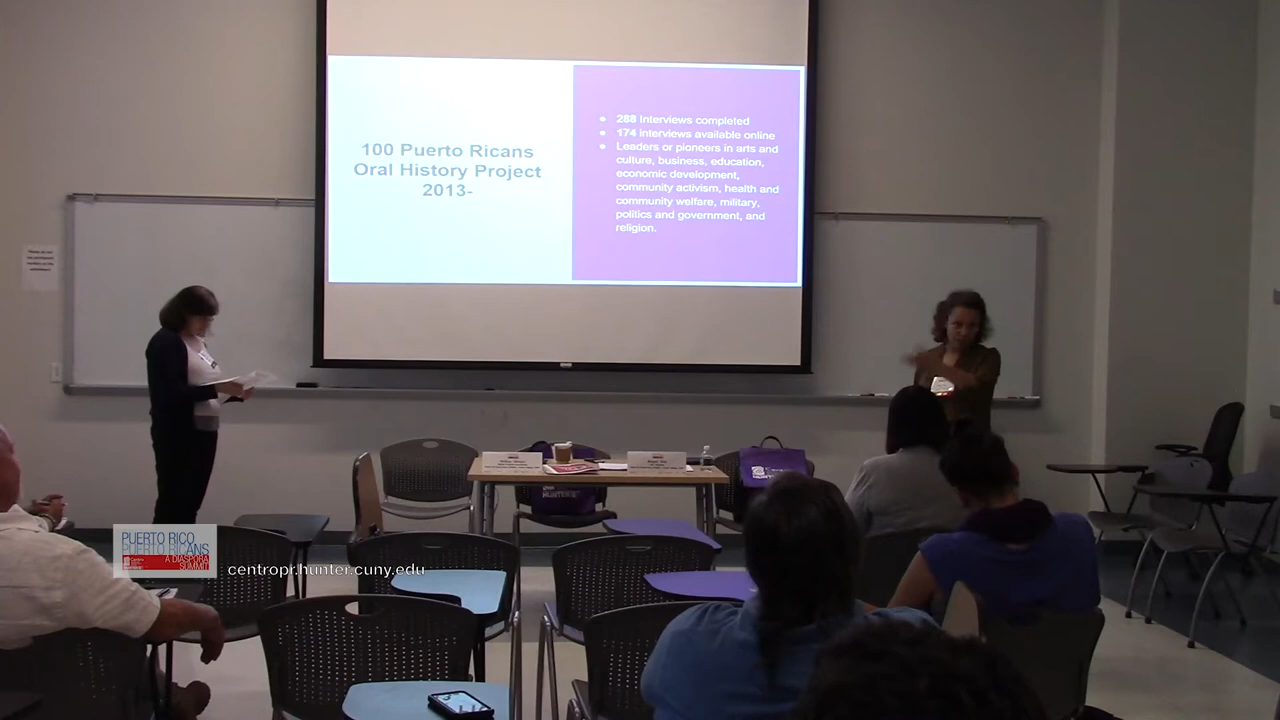 100 Puerto Ricans
Oral History Project
2013-
288 Interviews completed
174 interviews available online
Leaders or pioneers in arts and
culture, business, education,
economic development,
community activism, health and
community welfare, military,
politics and government, and
religion.
PUERTO RICO
PUERTO RICANS
A DIASPORA
SUMMIT
centropr.hunter.cuny.edu